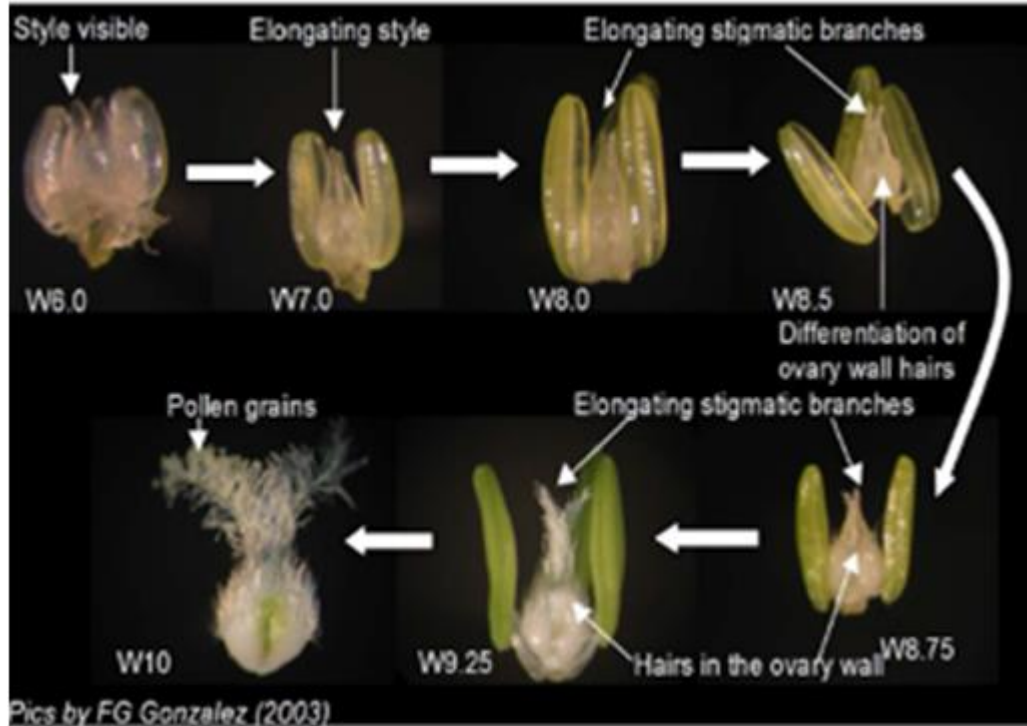 Style visible
Elongating style
Elongating stigmatic branches
W6.0
W7.0
W8.0
W8.5
Differentiation of
ovary wall hairs
Pollen grains
Elongating stigmatic branches
W10
W9.25
Hairs in the ovary wall
W8.75
Pics by FG Gonzalez (2003)